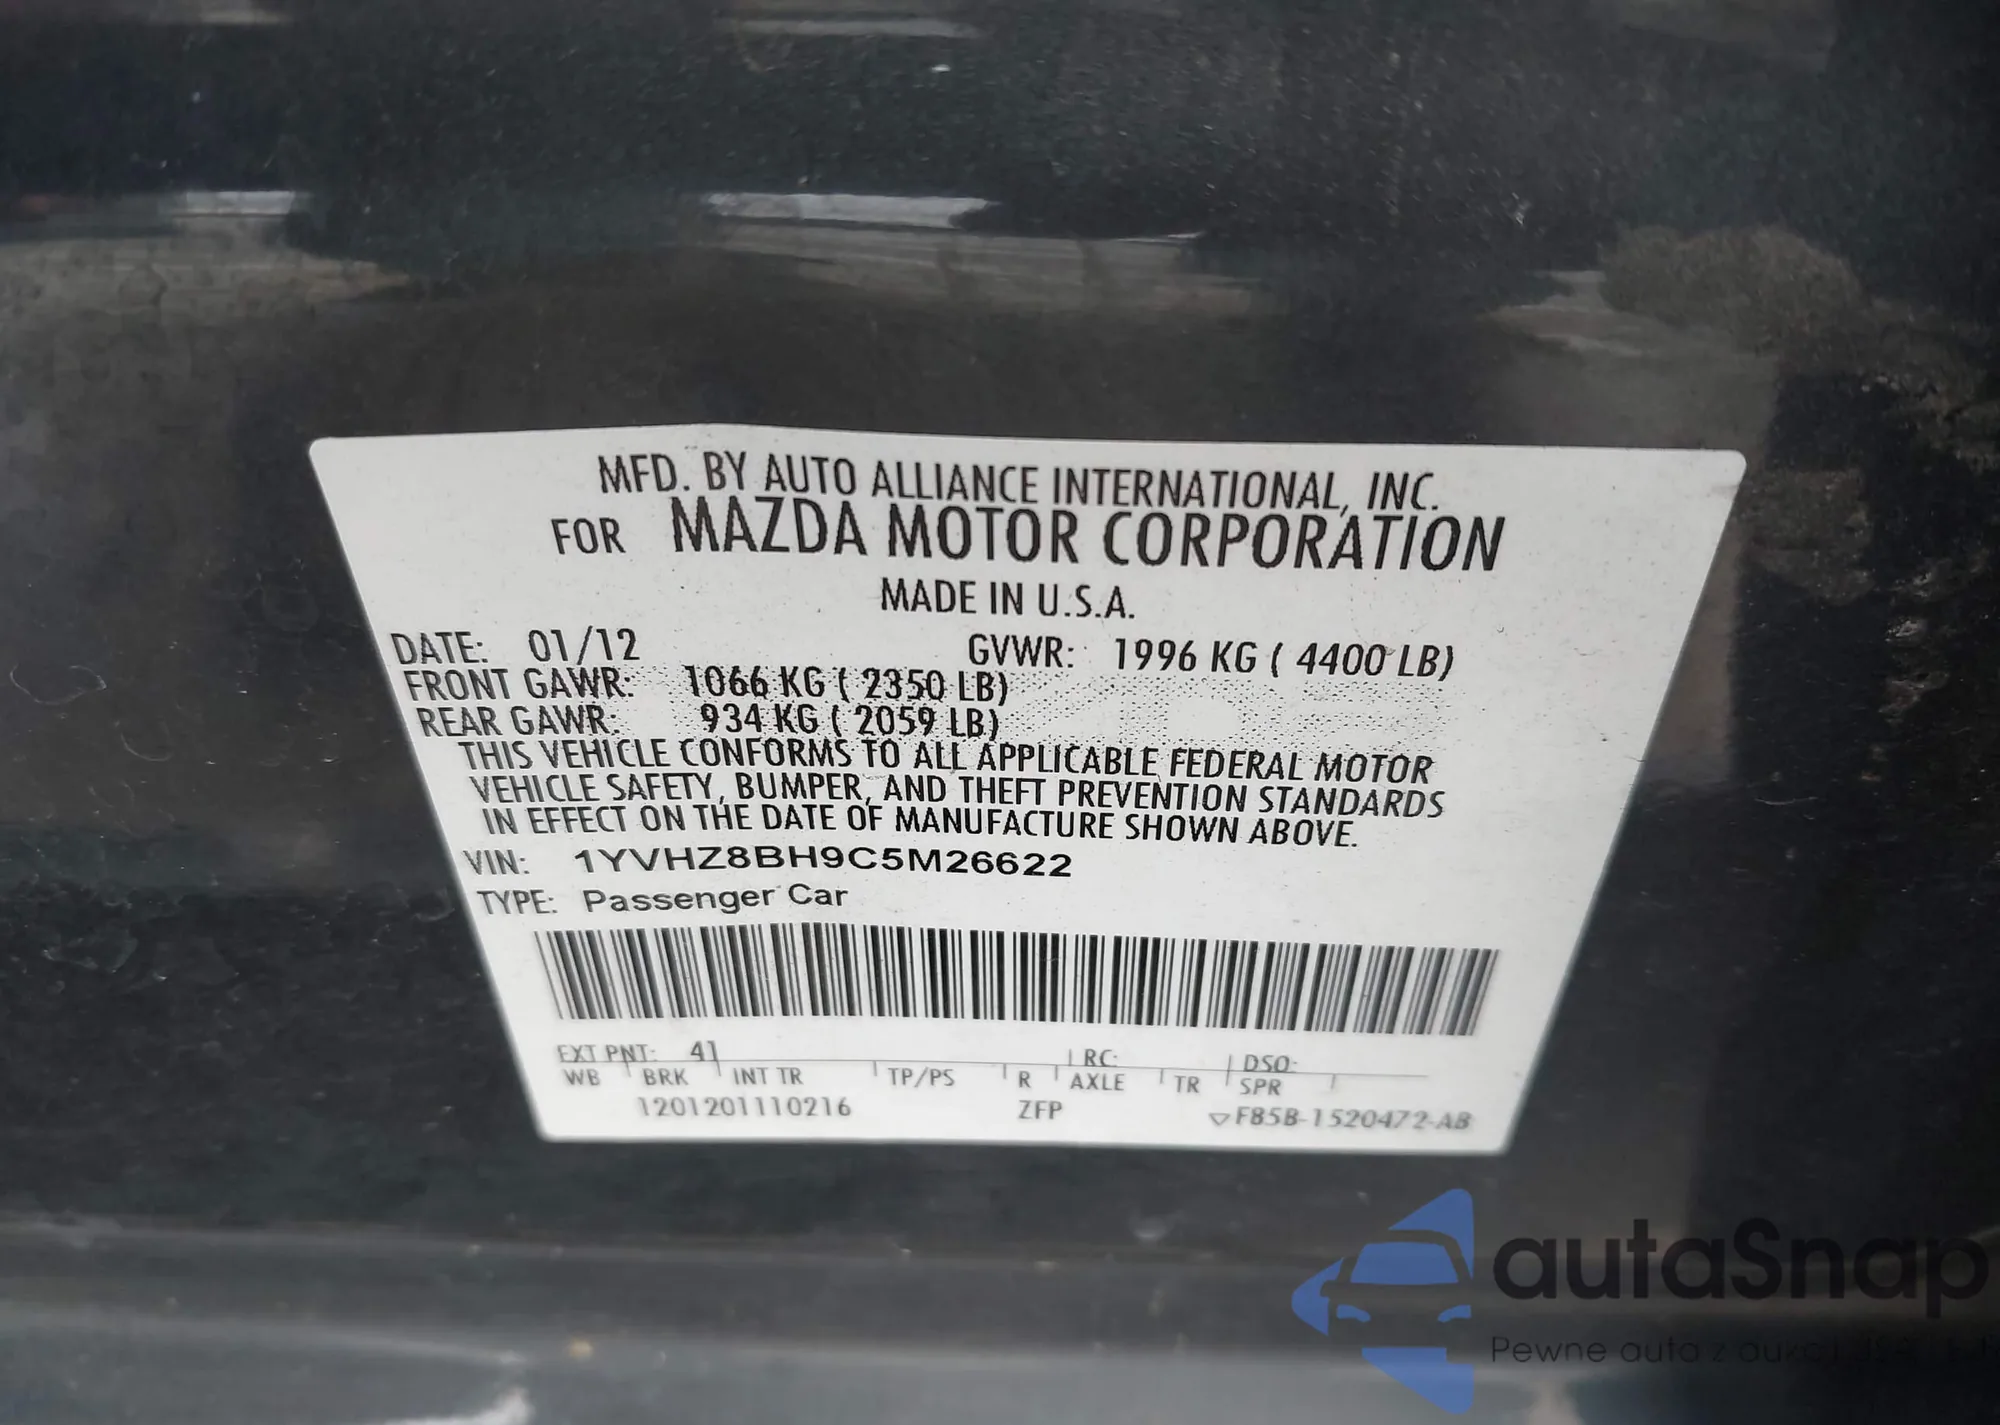 MFD. BY AUTO ALLIANCE INTERNATIONAL, INC.
FOR MAZDA MOTOR CORPORATION
MADE IN U.S.A.
DATE: 01/12 GVWR: 1996 KG ( 4400 LB)
FRONT GAWR: 1066 KG ( 2350 LB)
REAR GAWR: 934 KG ( 2059 LB)
THIS VEHICLE CONFORMS TO ALL APPLICABLE FEDERAL MOTOR
VEHICLE SAFETY, BUMPER, AND THEFT PREVENTION STANDARDS
IN EFFECT ON THE DATE OF MANUFACTURE SHOWN ABOVE.
VIN: 1YVHZ8BH9C5M26622
TYPE: Passenger Car
EXT PNT: 41 RC: DSO:
WB BRK INT TR TP/PS R AXLE TR SPR
1201201110216 ZFP ▽F85B-1520472-AB
autaSnap
Pewne auta z